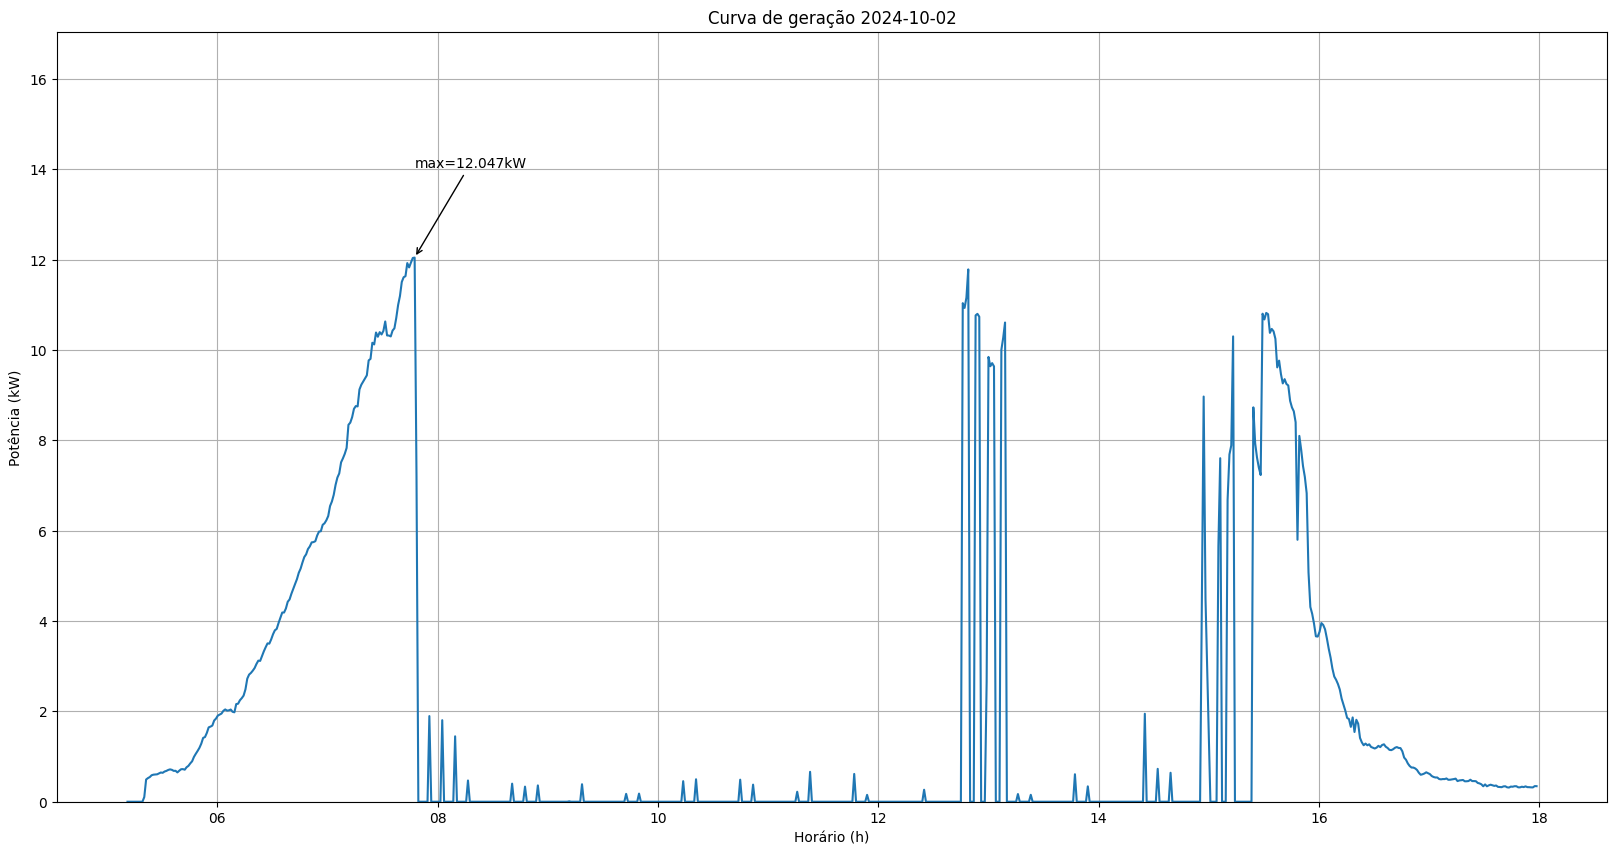 Curva de geração 2024-10-02
16
14
12
10
8
6
4
2
0
Potência (kW)
max=12.047kW
06 08 10 12 14 16 18
Horário (h)